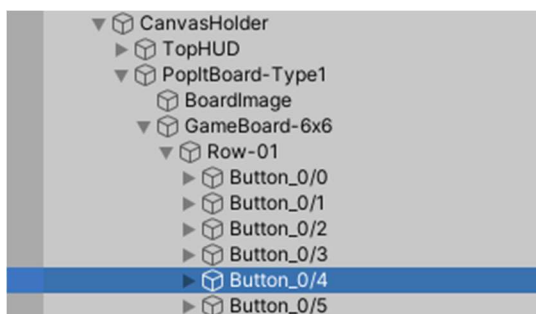 CanvasHolder
TopHUD
PopItBoard-Type1
BoardImage
GameBoard-6x6
Row-01
Button_0/0
Button_0/1
Button_0/2
Button_0/3
Button_0/4
Button_0/5